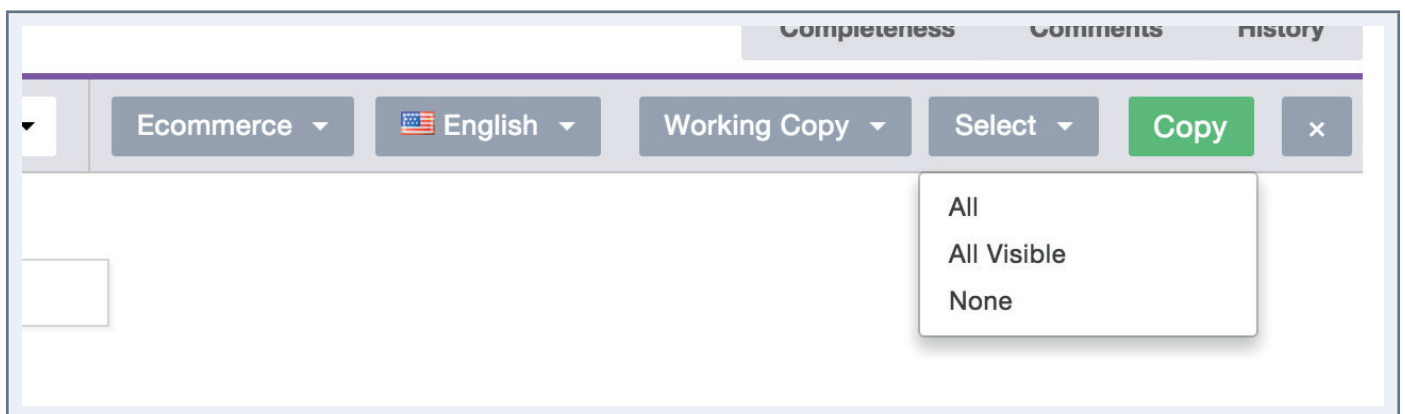 Completeness Comments History
Ecommerce English Working Copy Select Copy ×
All
All Visible
None